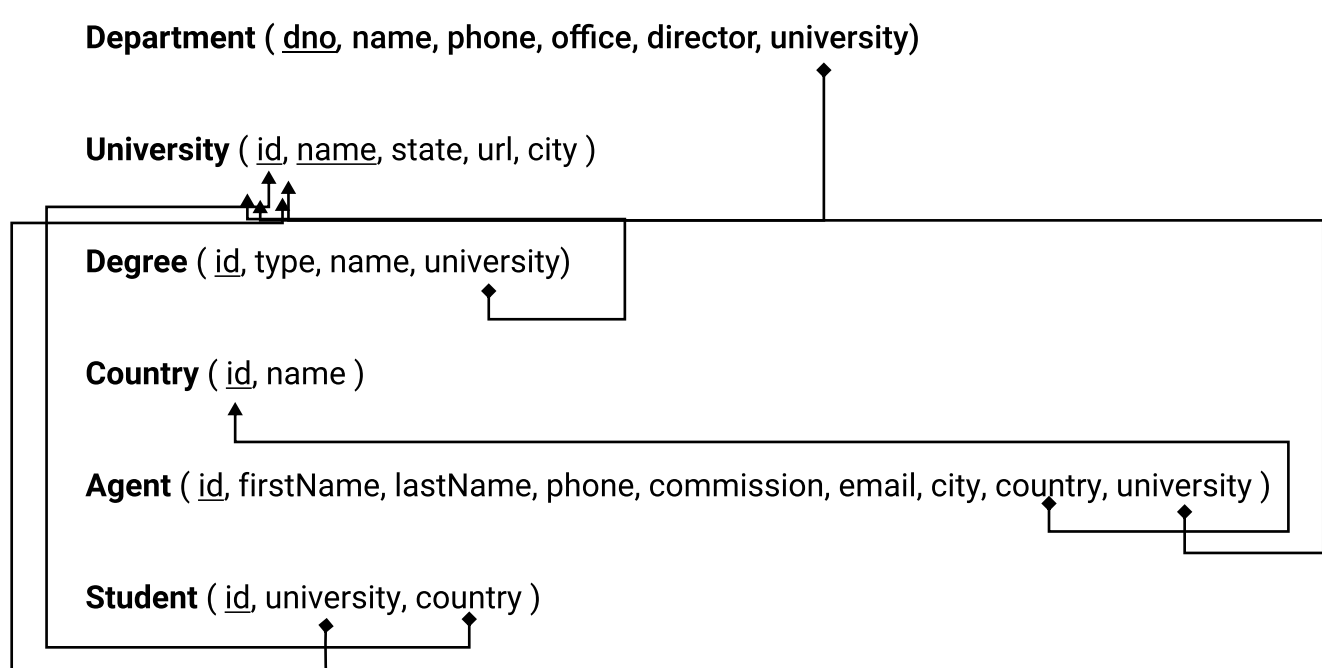 Department ( dno, name, phone, office, director, university)
University ( id, name, state, url, city )
Degree ( id, type, name, university)
Country ( id, name )
Agent ( id, firstName, lastName, phone, commission, email, city, country, university )
Student ( id, university, country )